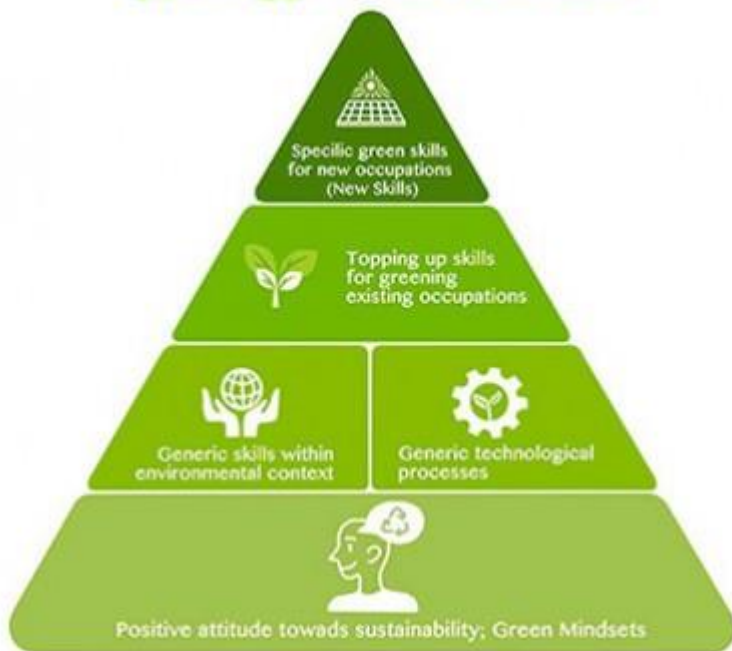 Specific green skills
for new occupations
(New Skills)
Topping up skills
for greening
existing occupations
Generic skills within
environmental context
Generic technological
processes
Positive attitude towads sustainability; Green Mindsets